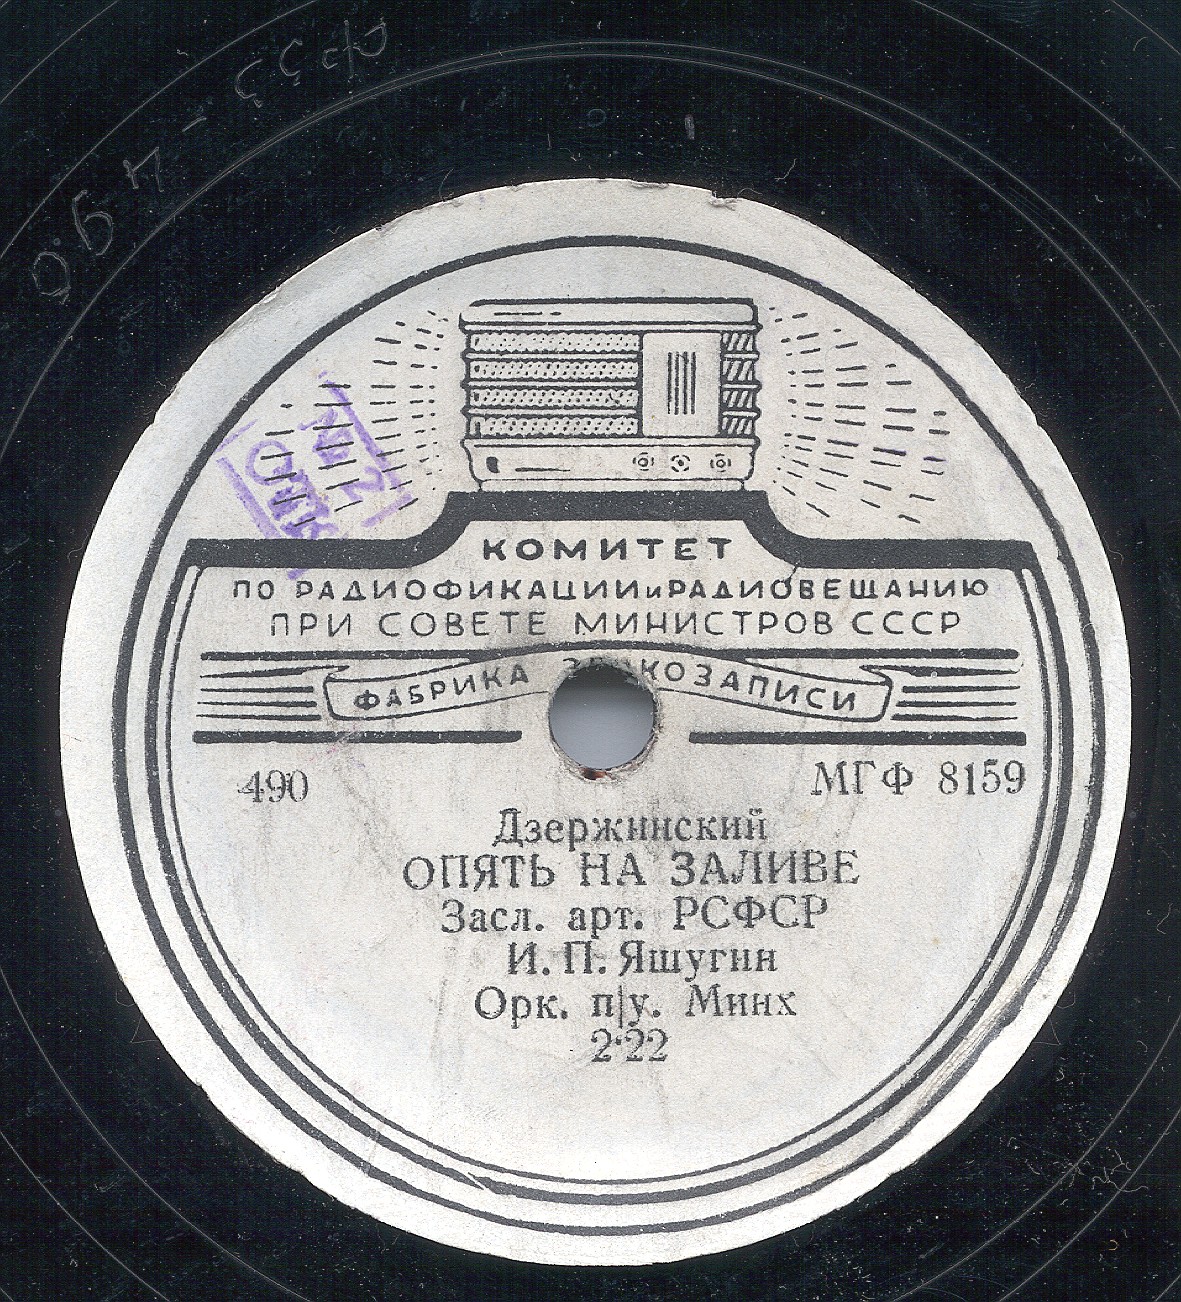 КОМИТЕТ
ПО РАДИОФИКАЦИИ и РАДИОВЕЩАНИЮ
ПРИ СОВЕТЕ МИНИСТРОВ СССР
ФАБРИКА ЗВУКОЗАПИСИ
490
МГФ 8159
Дзержинский
ОПЯТЬ НА ЗАЛИВЕ
Засл. арт. РСФСР
И. П. Яшугин
Орк. п/у. Минх
2·22